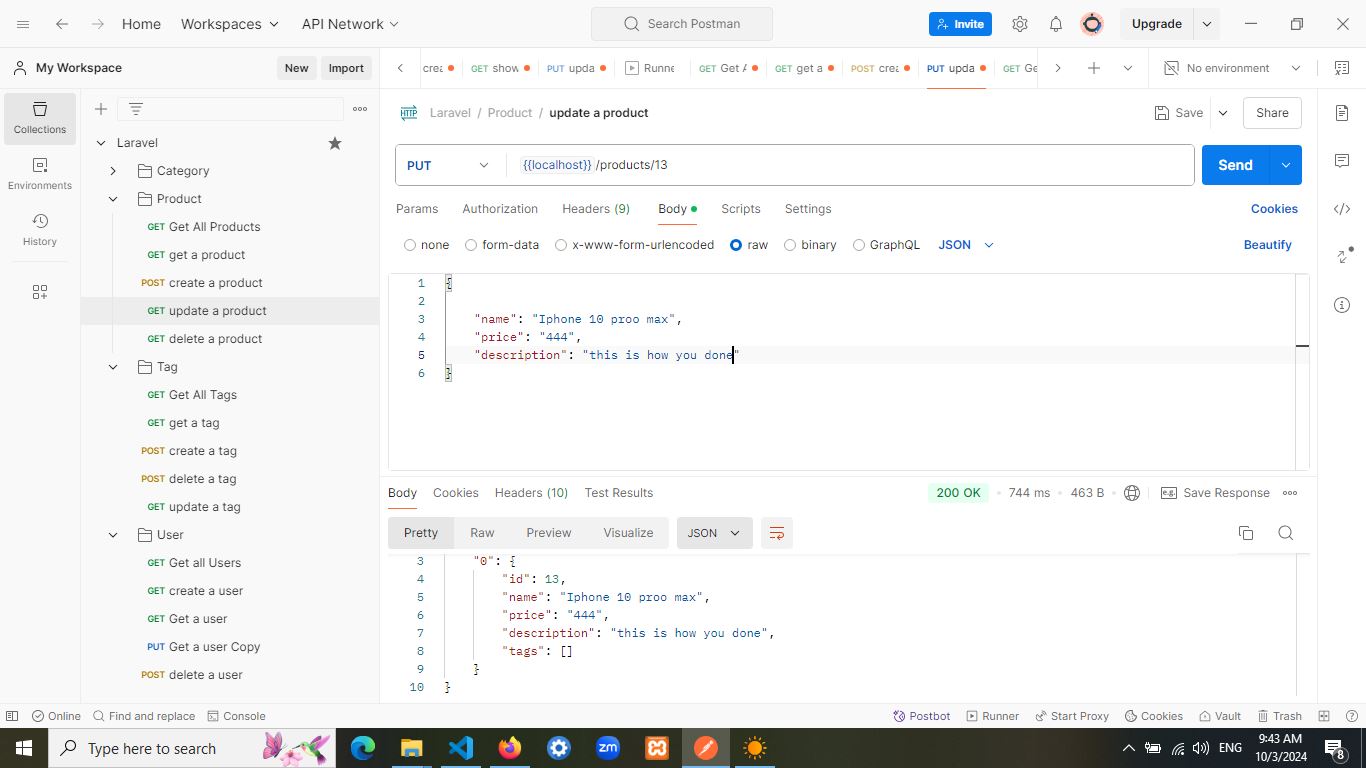 Home Workspaces API Network Search Postman Invite Upgrade
My Workspace New Import
crea GET show PUT upda Runne GET Get A GET get a POST crea PUT upda GET Ge No environment
Collections
Environments
History
Laravel
Category
Product
GET Get All Products
GET get a product
POST create a product
GET update a product
GET delete a product
Tag
GET Get All Tags
GET get a tag
POST create a tag
POST delete a tag
GET update a tag
User
GET Get all Users
GET create a user
GET Get a user
PUT Get a user Copy
POST delete a user
HTTP Laravel / Product / update a product Save Share
PUT {{localhost}} /products/13 Send
Params Authorization Headers (9) Body Scripts Settings Cookies
none form-data x-www-form-urlencoded raw binary GraphQL JSON Beautify
1 {
2
3 "name": "Iphone 10 proo max",
4 "price": "444",
5 "description": "this is how you done"
6 }
Body Cookies Headers (10) Test Results 200 OK 744 ms 463 B e.g. Save Response
Pretty Raw Preview Visualize JSON
3 "0": {
4 "id": 13,
5 "name": "Iphone 10 proo max",
6 "price": "444",
7 "description": "this is how you done",
8 "tags": []
9 }
10 }
Online Find and replace Console Postbot Runner Start Proxy Cookies Vault Trash
Type here to search zm ENG 9:43 AM
10/3/2024 8